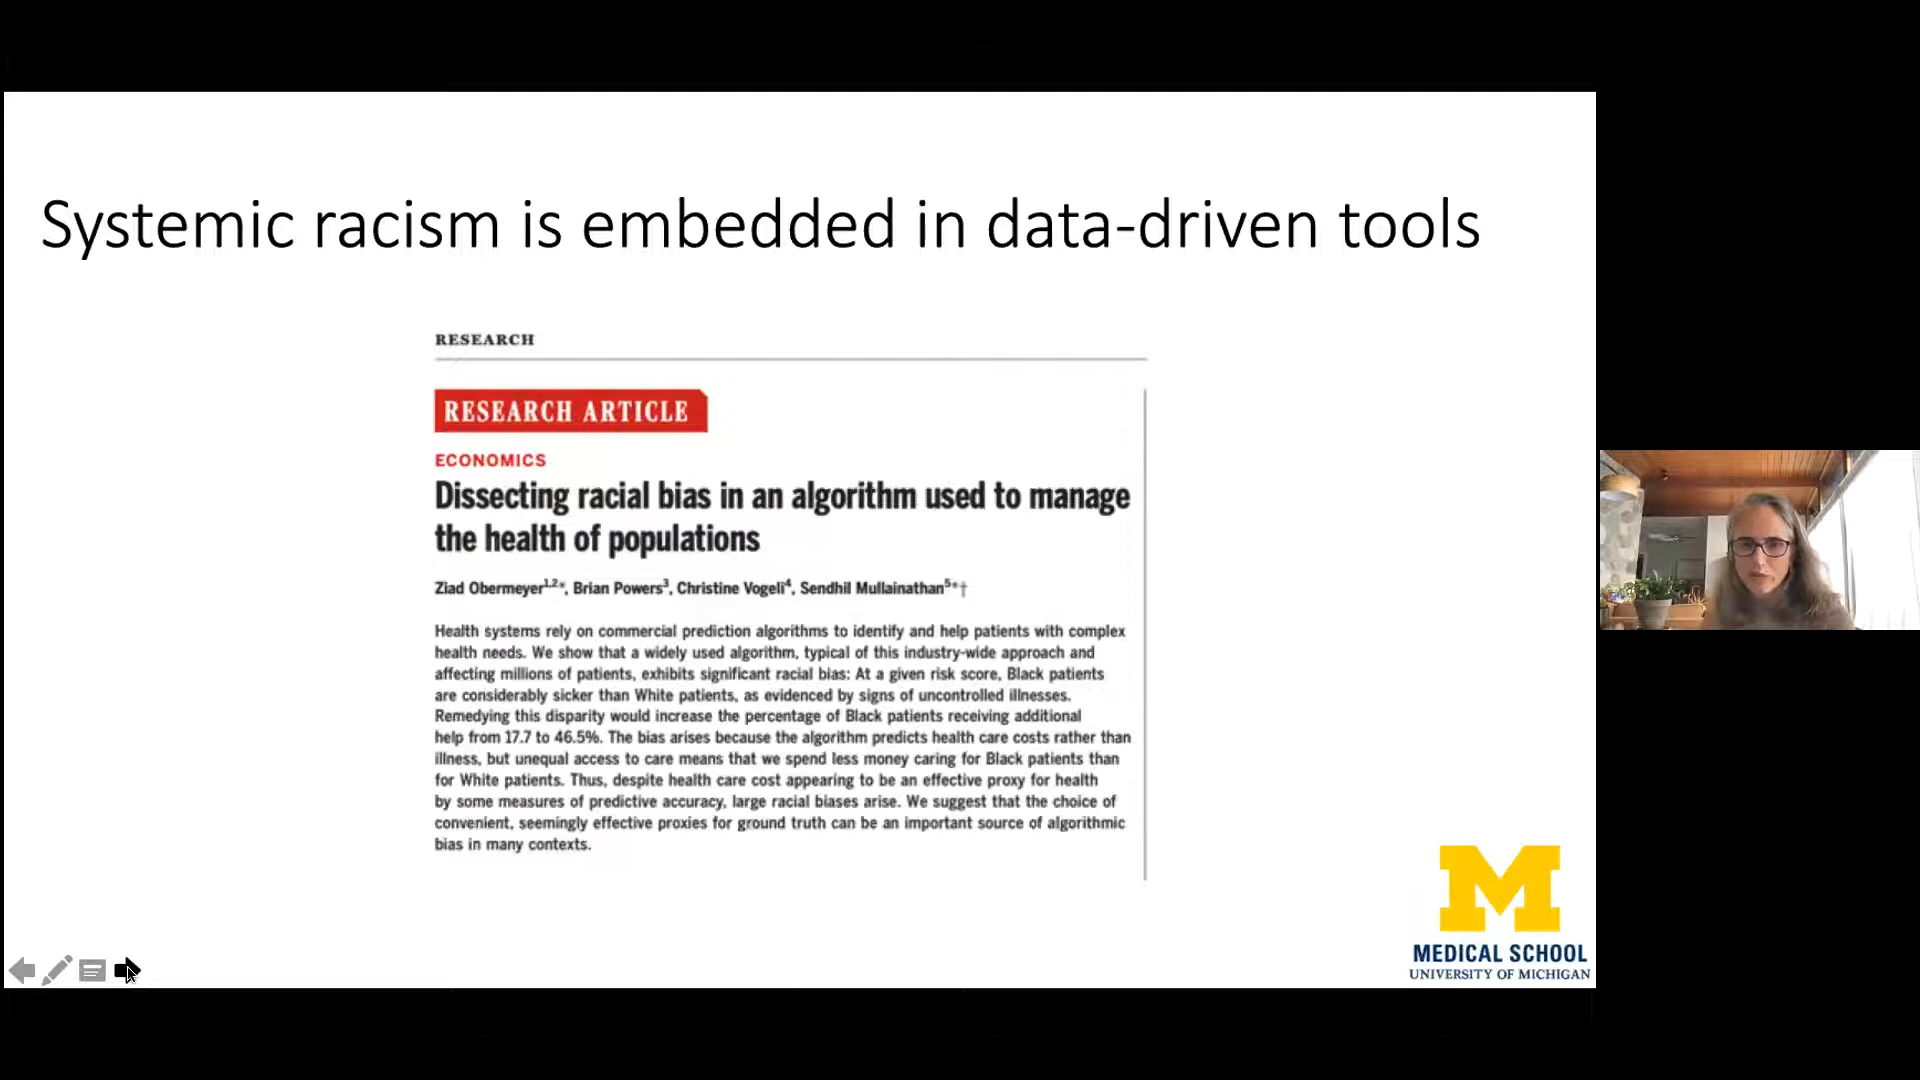 Systemic racism is embedded in data-driven tools
RESEARCH
RESEARCH ARTICLE
ECONOMICS
Dissecting racial bias in an algorithm used to manage
the health of populations
Ziad Obermeyer1,2*, Brian Powers3, Christine Vogeli4, Sendhil Mullainathan5*†
Health systems rely on commercial prediction algorithms to identify and help patients with complex
health needs. We show that a widely used algorithm, typical of this industry-wide approach and
affecting millions of patients, exhibits significant racial bias: At a given risk score, Black patients
are considerably sicker than White patients, as evidenced by signs of uncontrolled illnesses.
Remedying this disparity would increase the percentage of Black patients receiving additional
help from 17.7 to 46.5%. The bias arises because the algorithm predicts health care costs rather than
illness, but unequal access to care means that we spend less money caring for Black patients than
for White patients. Thus, despite health care cost appearing to be an effective proxy for health
by some measures of predictive accuracy, large racial biases arise. We suggest that the choice of
convenient, seemingly effective proxies for ground truth can be an important source of algorithmic
bias in many contexts.
M
MEDICAL SCHOOL
UNIVERSITY OF MICHIGAN